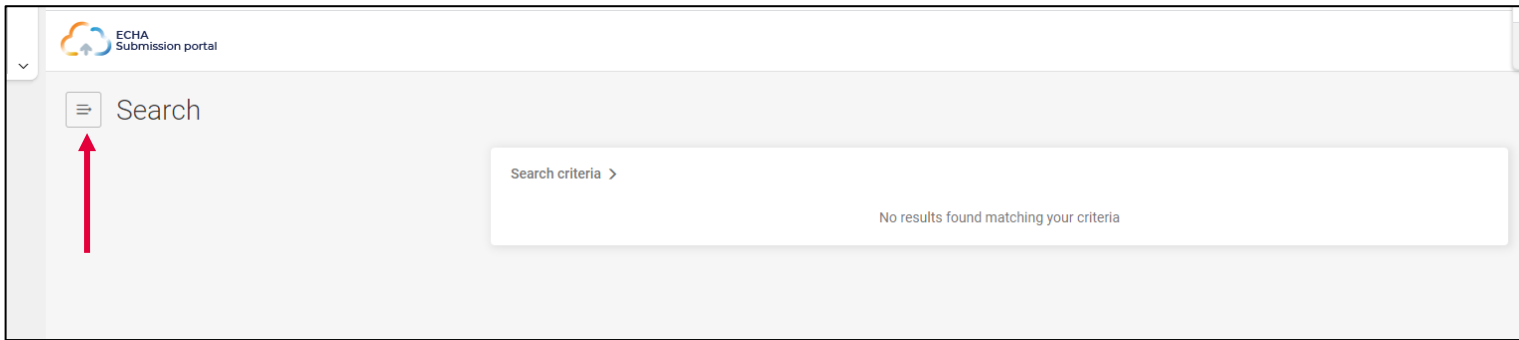 ECHA
Submission portal
Search
Search criteria
No results found matching your criteria